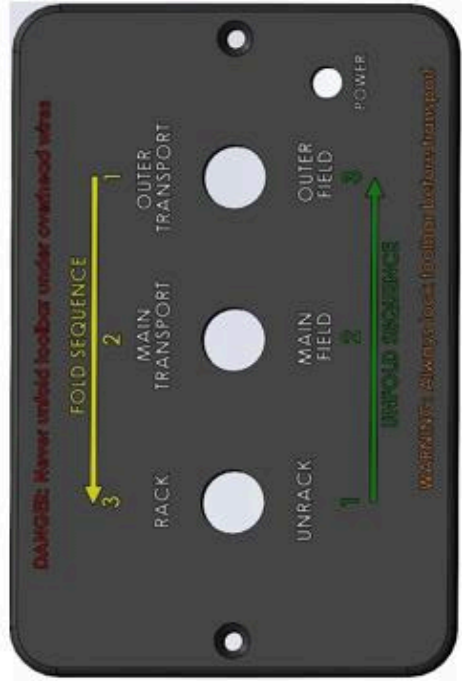 DANGER: Never unfold toolbar under overhead wires
FOLD SEQUENCE
3 2 1
RACK
MAIN
TRANSPORT
OUTER
TRANSPORT
UNRACK
MAIN
FIELD
OUTER
FIELD
POWER
1 2 3
UNFOLD SEQUENCE
WARNING: Always lock toolbar before transport